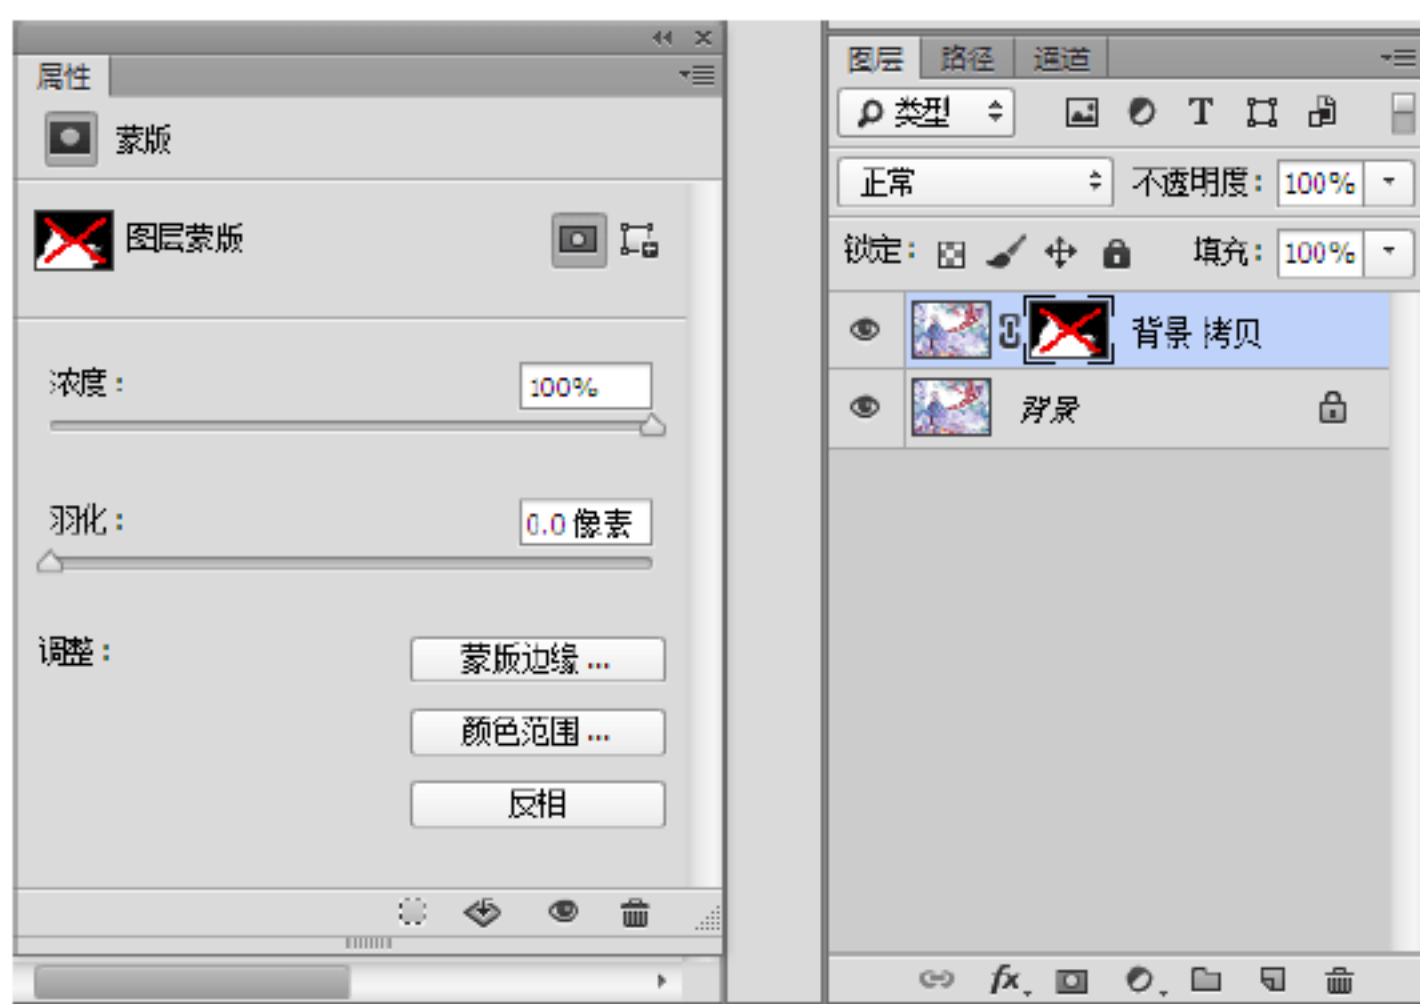 属性
蒙版
图层蒙版
浓度：
100%
羽化：
0.0 像素
调整：
蒙版边缘...
颜色范围...
反相
图层 路径 通道
类型 T
正常 不透明度： 100%
锁定： 填充： 100%
背景 拷贝
背景
fx